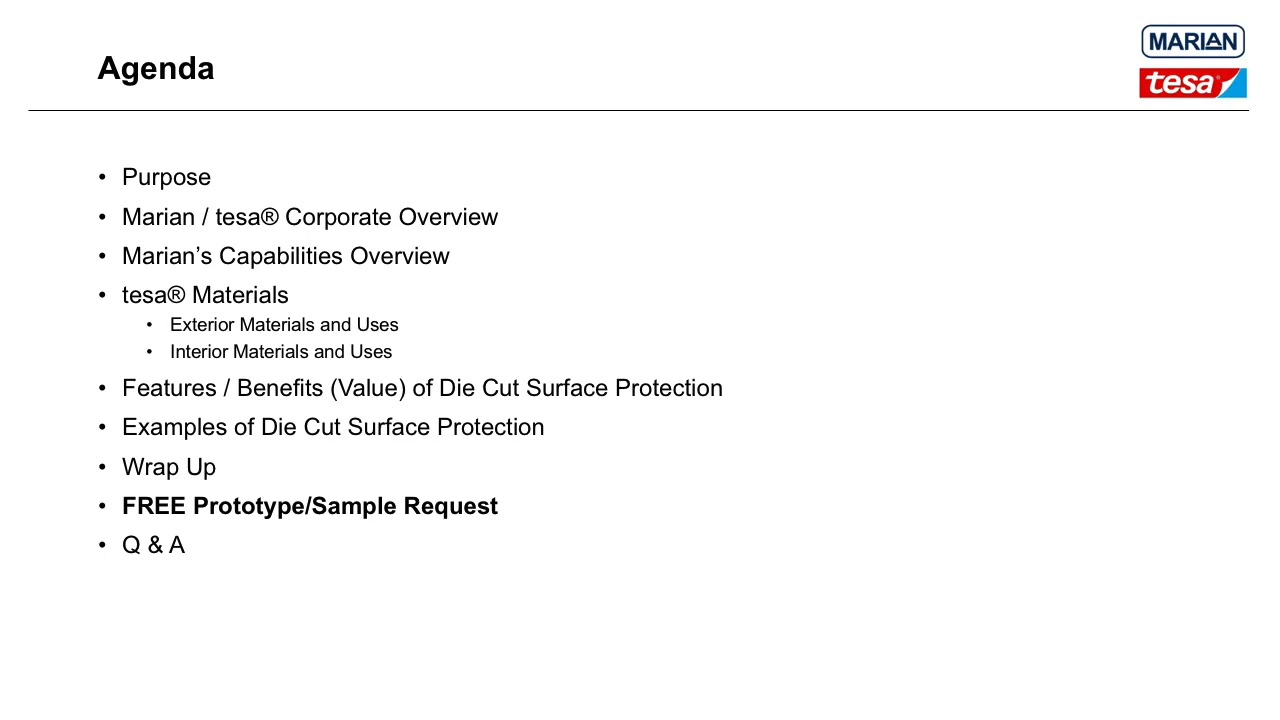 Agenda
MARIAN
tesa®
• Purpose
• Marian / tesa® Corporate Overview
• Marian’s Capabilities Overview
• tesa® Materials
• Exterior Materials and Uses
• Interior Materials and Uses
• Features / Benefits (Value) of Die Cut Surface Protection
• Examples of Die Cut Surface Protection
• Wrap Up
• FREE Prototype/Sample Request
• Q & A